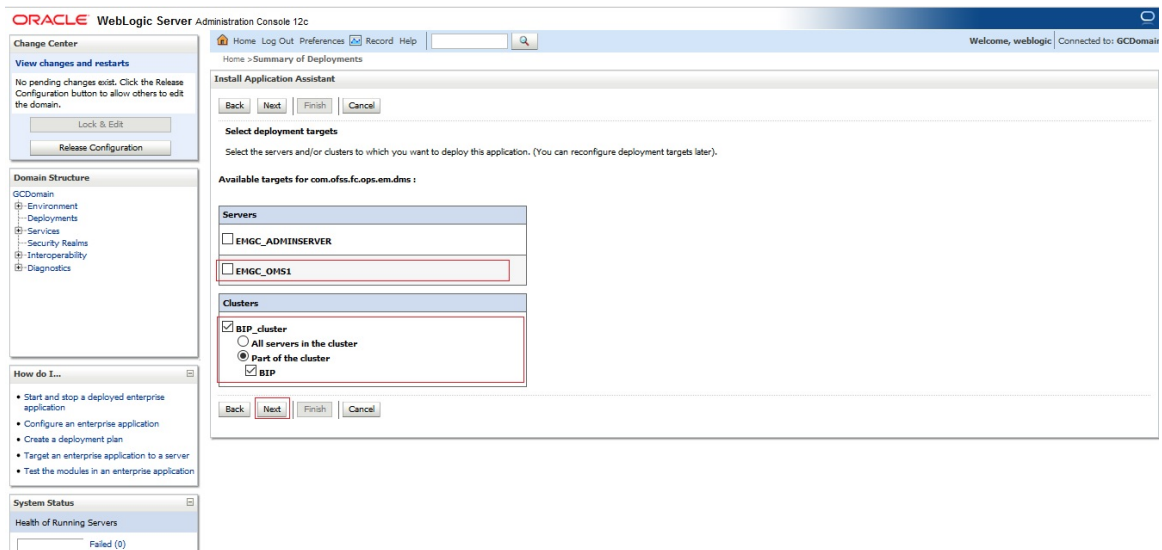 ORACLE WebLogic Server Administration Console 12c
Change Center
View changes and restarts
No pending changes exist. Click the Release
Configuration button to allow others to edit
the domain.
Lock & Edit
Release Configuration
Domain Structure
GCDomain
Environment
Deployments
Services
Security Realms
Interoperability
Diagnostics
How do I...
Start and stop a deployed enterprise
application
Configure an enterprise application
Create a deployment plan
Target an enterprise application to a server
Test the modules in an enterprise application
System Status
Health of Running Servers
Failed (0)
Home Log Out Preferences Record Help
Welcome, weblogic Connected to: GCDomain
Home >Summary of Deployments
Install Application Assistant
Back Next Finish Cancel
Select deployment targets
Select the servers and/or clusters to which you want to deploy this application. (You can reconfigure deployment targets later).
Available targets for com.ofss.fc.ops.em.dms :
Servers
EMGC_ADMINSERVER
EMGC_OMS1
Clusters
BIP_cluster
All servers in the cluster
Part of the cluster
BIP
Back Next Finish Cancel